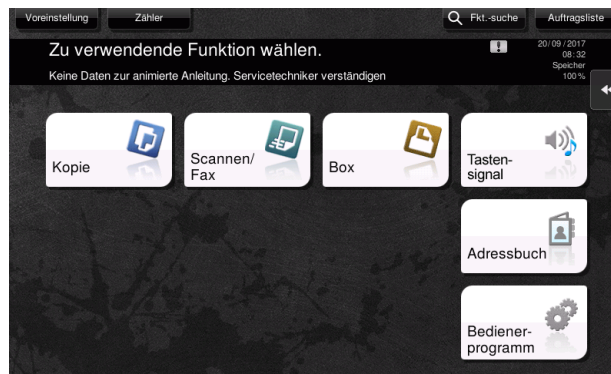 Voreinstellung
Zähler
Fkt.-suche
Auftragsliste
Zu verwendende Funktion wählen.
Keine Daten zur animierte Anleitung. Servicetechniker verständigen
20/09/2017
08:32
Speicher
100%
Kopie
Scannen/
Fax
Box
Tasten-
signal
Adressbuch
Bediener-
programm